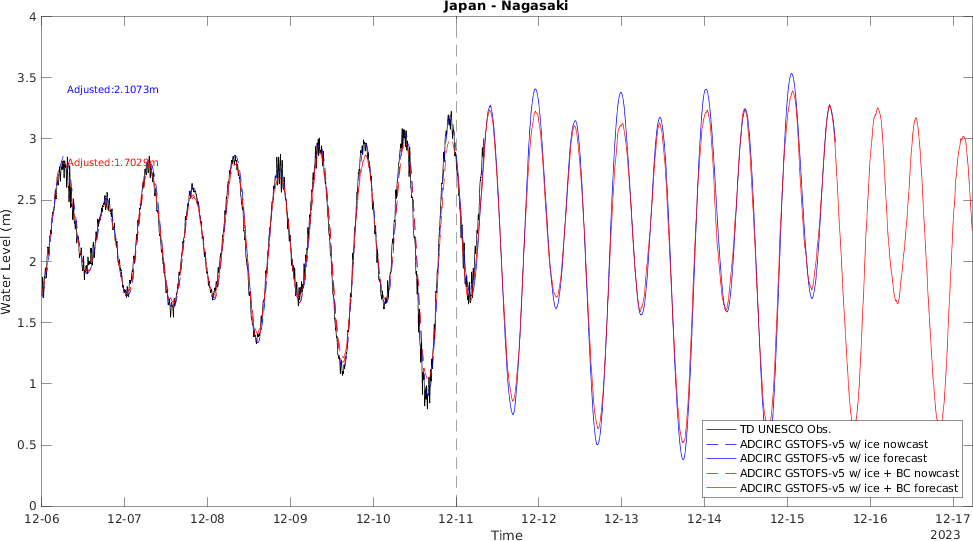 Japan - Nagasaki
4
3.5
3
2.5
2
1.5
1
0.5
0
Water Level (m)
Adjusted:2.1073m
Adjusted:1.7029m
TD UNESCO Obs.
ADCIRC GSTOFS-v5 w/ ice nowcast
ADCIRC GSTOFS-v5 w/ ice forecast
ADCIRC GSTOFS-v5 w/ ice + BC nowcast
ADCIRC GSTOFS-v5 w/ ice + BC forecast
12-06 12-07 12-08 12-09 12-10 12-11 12-12 12-13 12-14 12-15 12-16 12-17
Time
2023